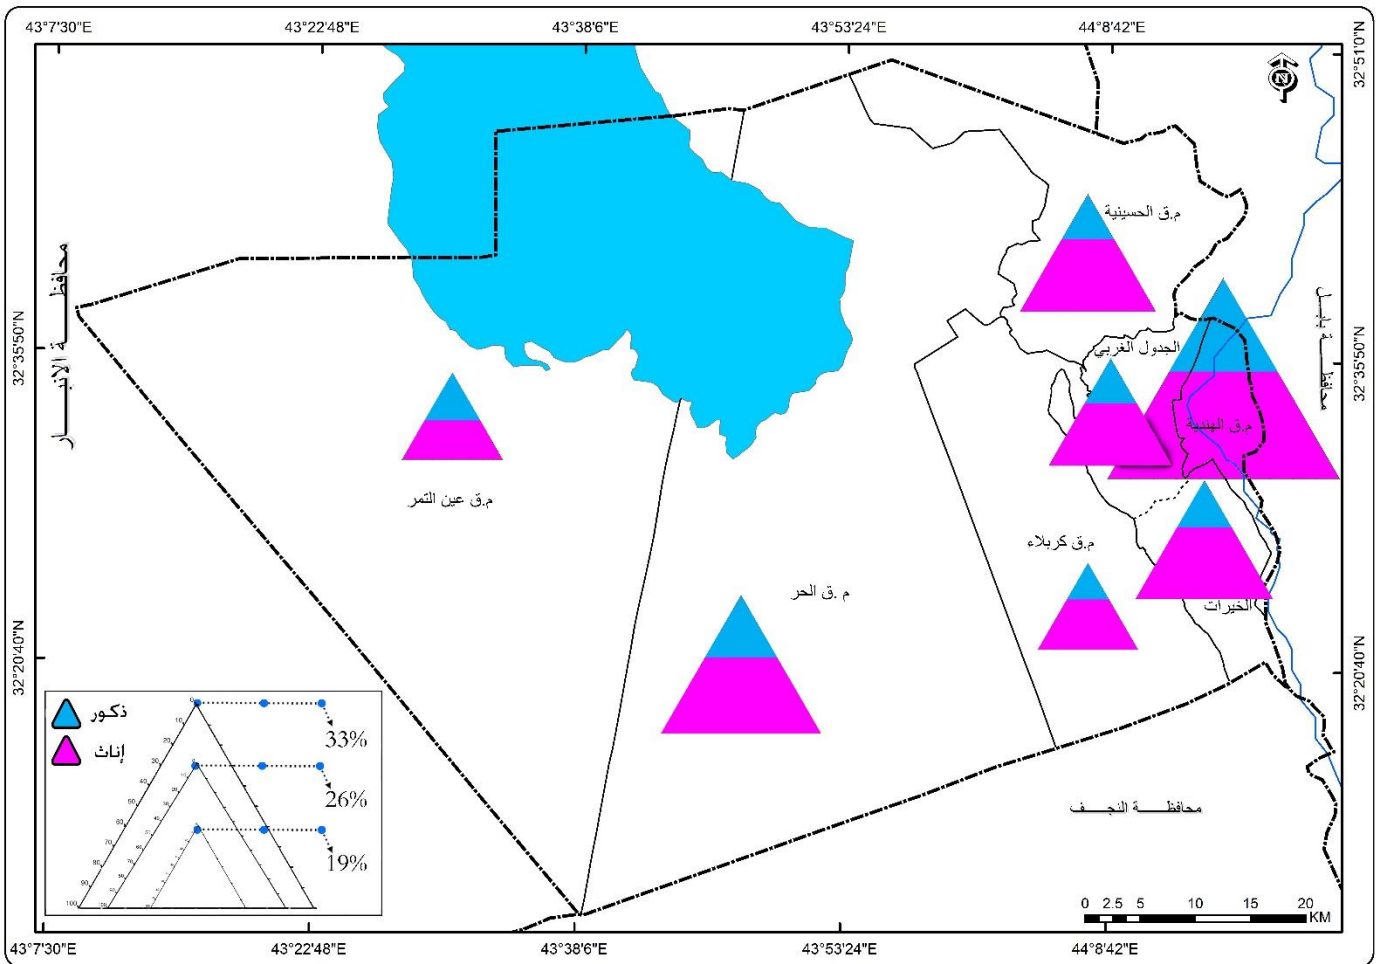 43°7'30"E 43°22'48"E 43°38'6"E 43°53'24"E 44°8'42"E
32°51'0"N
N
م.ق الحسينية
محافظة الانبار
محافظة بابل
32°35'50"N
32°35'50"N
الجدول الغربي
م.ق الهندية
م.ق عين التمر
م.ق كربلاء
م .ق الحر
الخيرات
32°20'40"N
32°20'40"N
ذكور
إناث
33%
26%
19%
محافظة النجف
0 2.5 5 10 15 20
KM
43°7'30"E 43°22'48"E 43°38'6"E 43°53'24"E 44°8'42"E